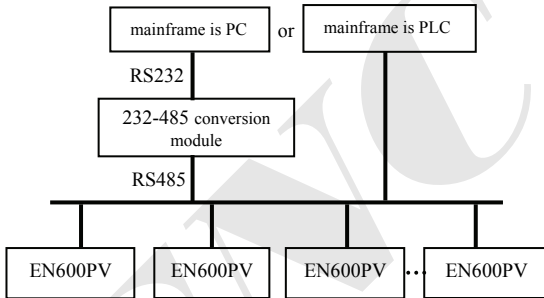 mainframe is PC or mainframe is PLC
RS232
232-485 conversion
module
RS485
EN600PV EN600PV EN600PV ... EN600PV